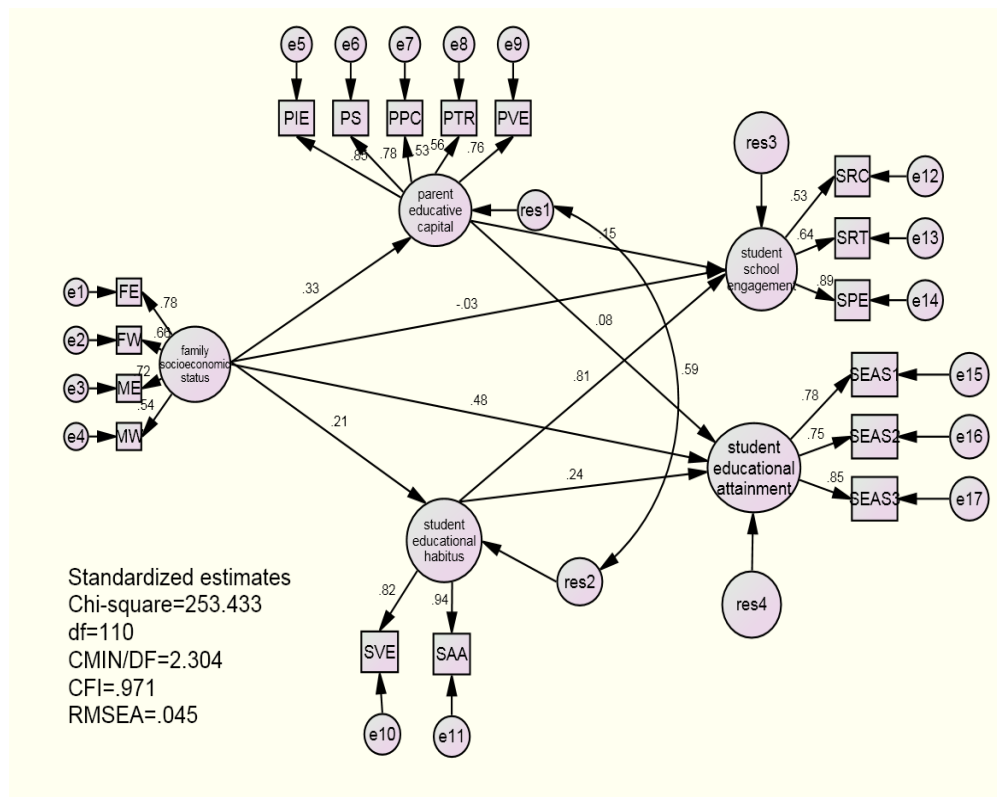 e5 e6 e7 e8 e9
PIE PS PPC PTR PVE
.85 .78 .53 .56 .76
parent
educative
capital
res1
res3
SRC e12
.53
SRT e13
.64
student
school
engagement
SPE e14
.89
.15
.33
-.03
.08
.59
.81
e1 FE .78
e2 FW .66
e3 ME .72
e4 MW .54
family
socioeconomic
status
.48
.21
.24
SEAS1 e15
.78
SEAS2 e16
.75
SEAS3 e17
.85
student
educational
attainment
student
educational
habitus
res2
res4
.82 .94
SVE SAA
e10 e11
Standardized estimates
Chi-square=253.433
df=110
CMIN/DF=2.304
CFI=.971
RMSEA=.045